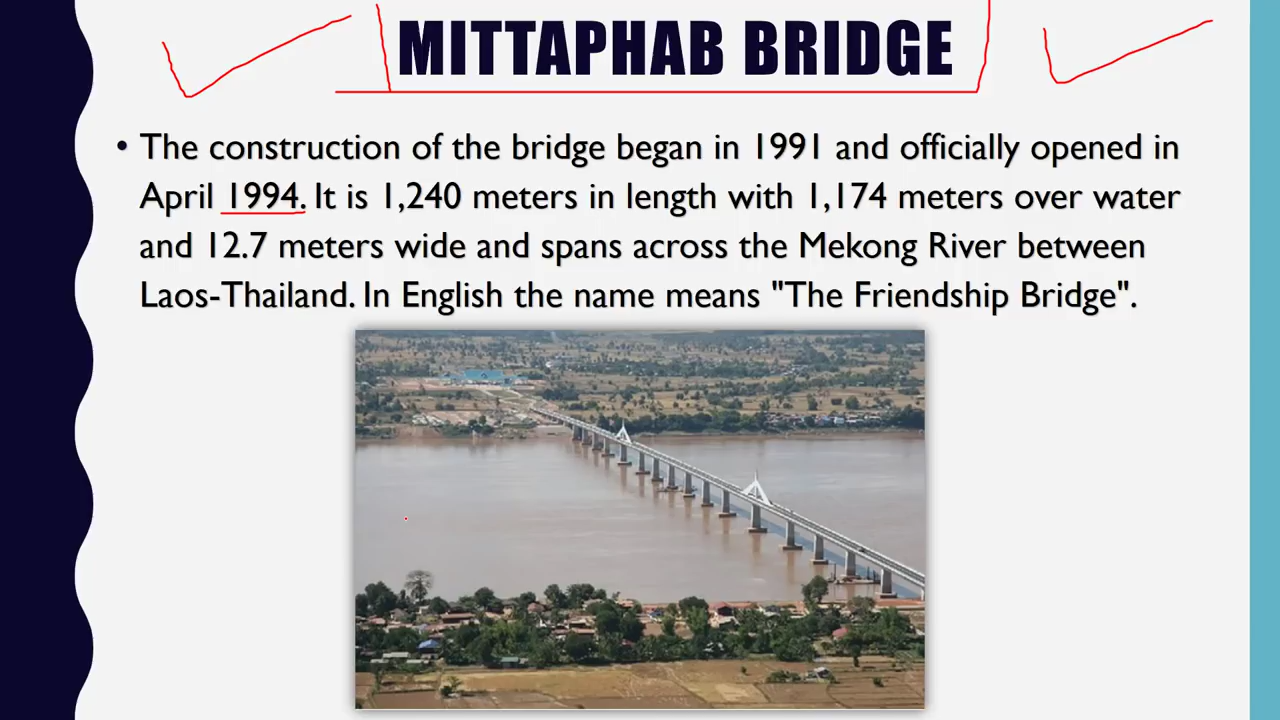 MITTAPHAB BRIDGE
• The construction of the bridge began in 1991 and officially opened in
April 1994. It is 1,240 meters in length with 1,174 meters over water
and 12.7 meters wide and spans across the Mekong River between
Laos-Thailand. In English the name means "The Friendship Bridge".